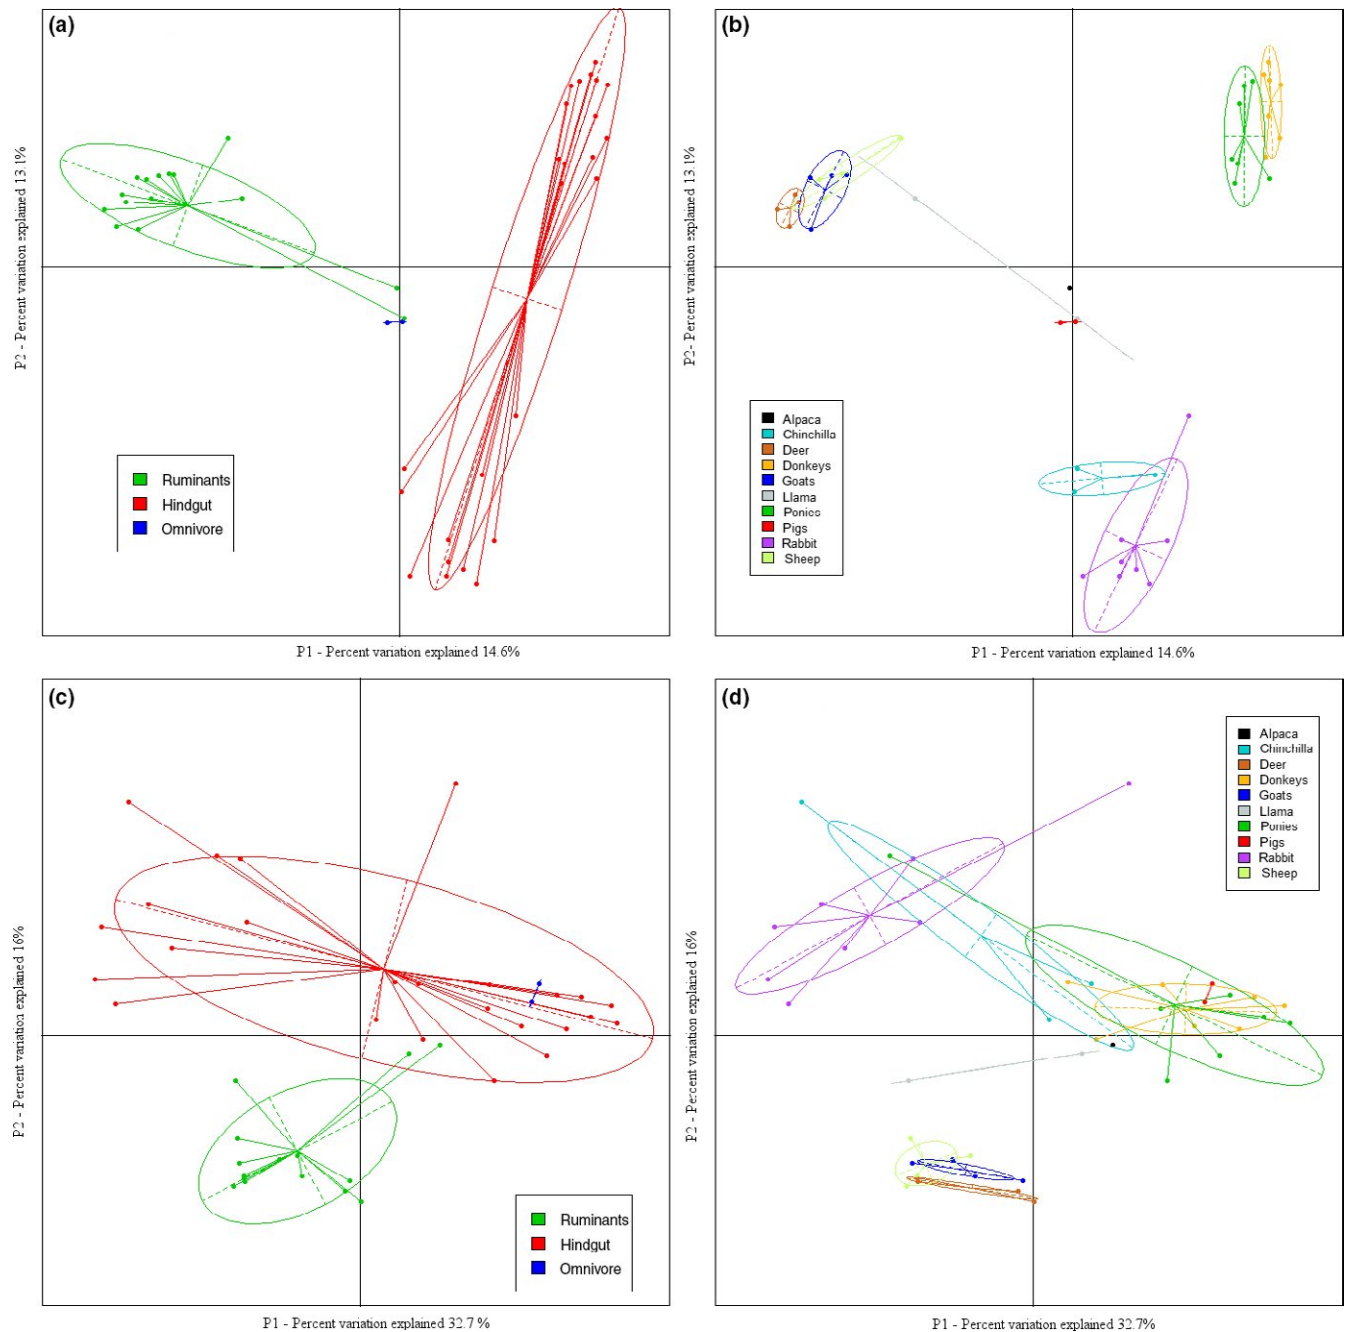 (a)
P2 - Percent variation explained 13.1%
Ruminants
Hindgut
Omnivore
P1 - Percent variation explained 14.6%
(b)
P2 - Percent variation explained 13.1%
Alpaca
Chinchilla
Deer
Donkeys
Goats
Llama
Ponies
Pigs
Rabbit
Sheep
P1 - Percent variation explained 14.6%
(c)
P2 - Percent variation explained 16%
Ruminants
Hindgut
Omnivore
P1 - Percent variation explained 32.7 %
(d)
P2 - Percent variation explained 16%
Alpaca
Chinchilla
Deer
Donkeys
Goats
Llama
Ponies
Pigs
Rabbit
Sheep
P1 - Percent variation explained 32.7%